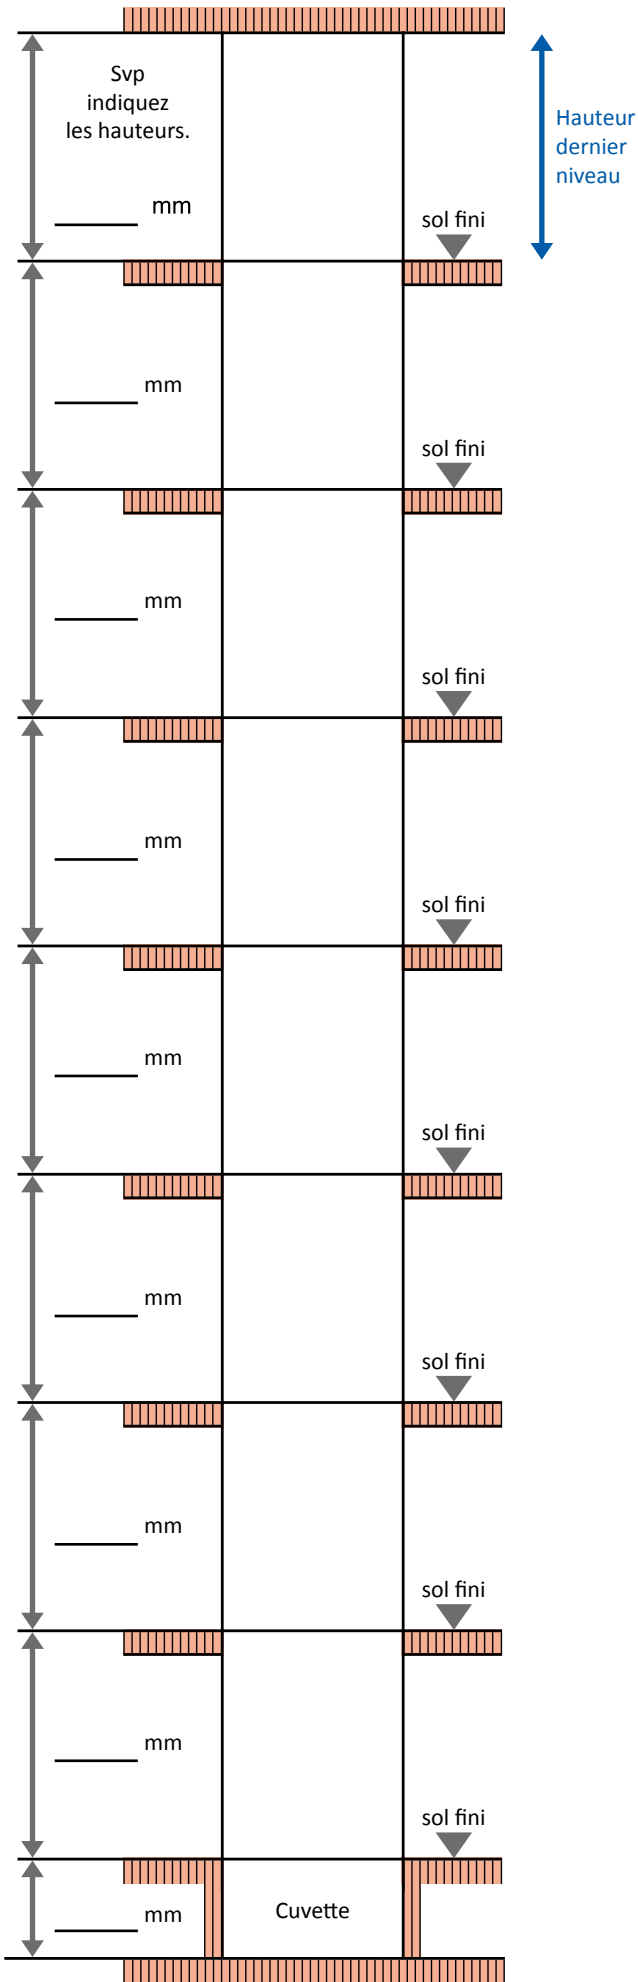 Svp
indiquez
les hauteurs.
Hauteur
dernier
niveau
mm
sol fini
mm
sol fini
mm
sol fini
mm
sol fini
mm
sol fini
mm
sol fini
mm
sol fini
mm
sol fini
mm
Cuvette